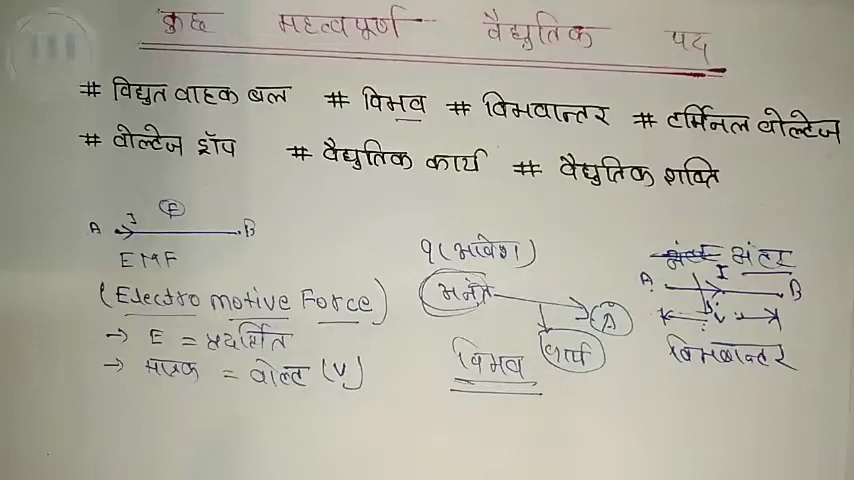 कुछ महत्वपूर्ण वैद्युतिक पद
# विद्युत वाहक बल # विभव # विभवान्तर # टर्मिनल वोल्टेज
# वोल्टेज ड्रॉप # वैद्युतिक कार्य # वैद्युतिक शक्ति
A I E B
EMF
(Electro motive Force)
→ E = प्रदर्शित
→ मात्रक = वोल्ट (V)
q (आवेश)
अनंत A
कार्य
विभव
अंतर
A I B
V
विभवान्तर